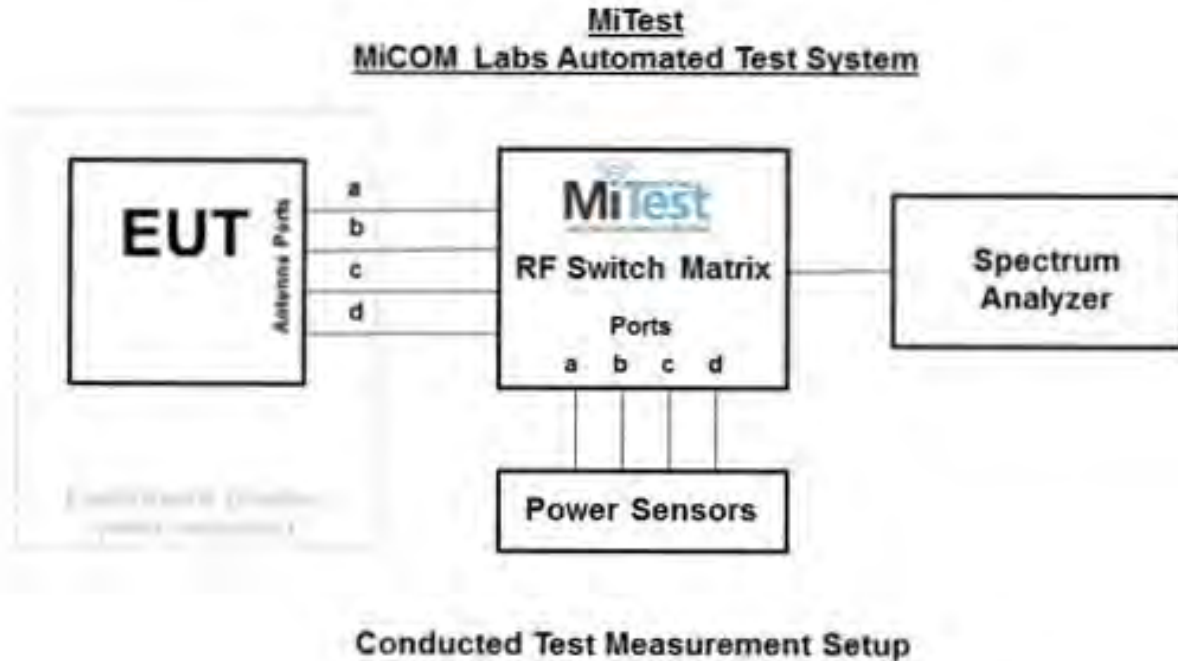 MiTest
MiCOM Labs Automated Test System
EUT
Antenna Ports
a
b
c
d
MiTest
RF Switch Matrix
Ports
a b c d
Spectrum
Analyzer
Power Sensors
Conducted Test Measurement Setup